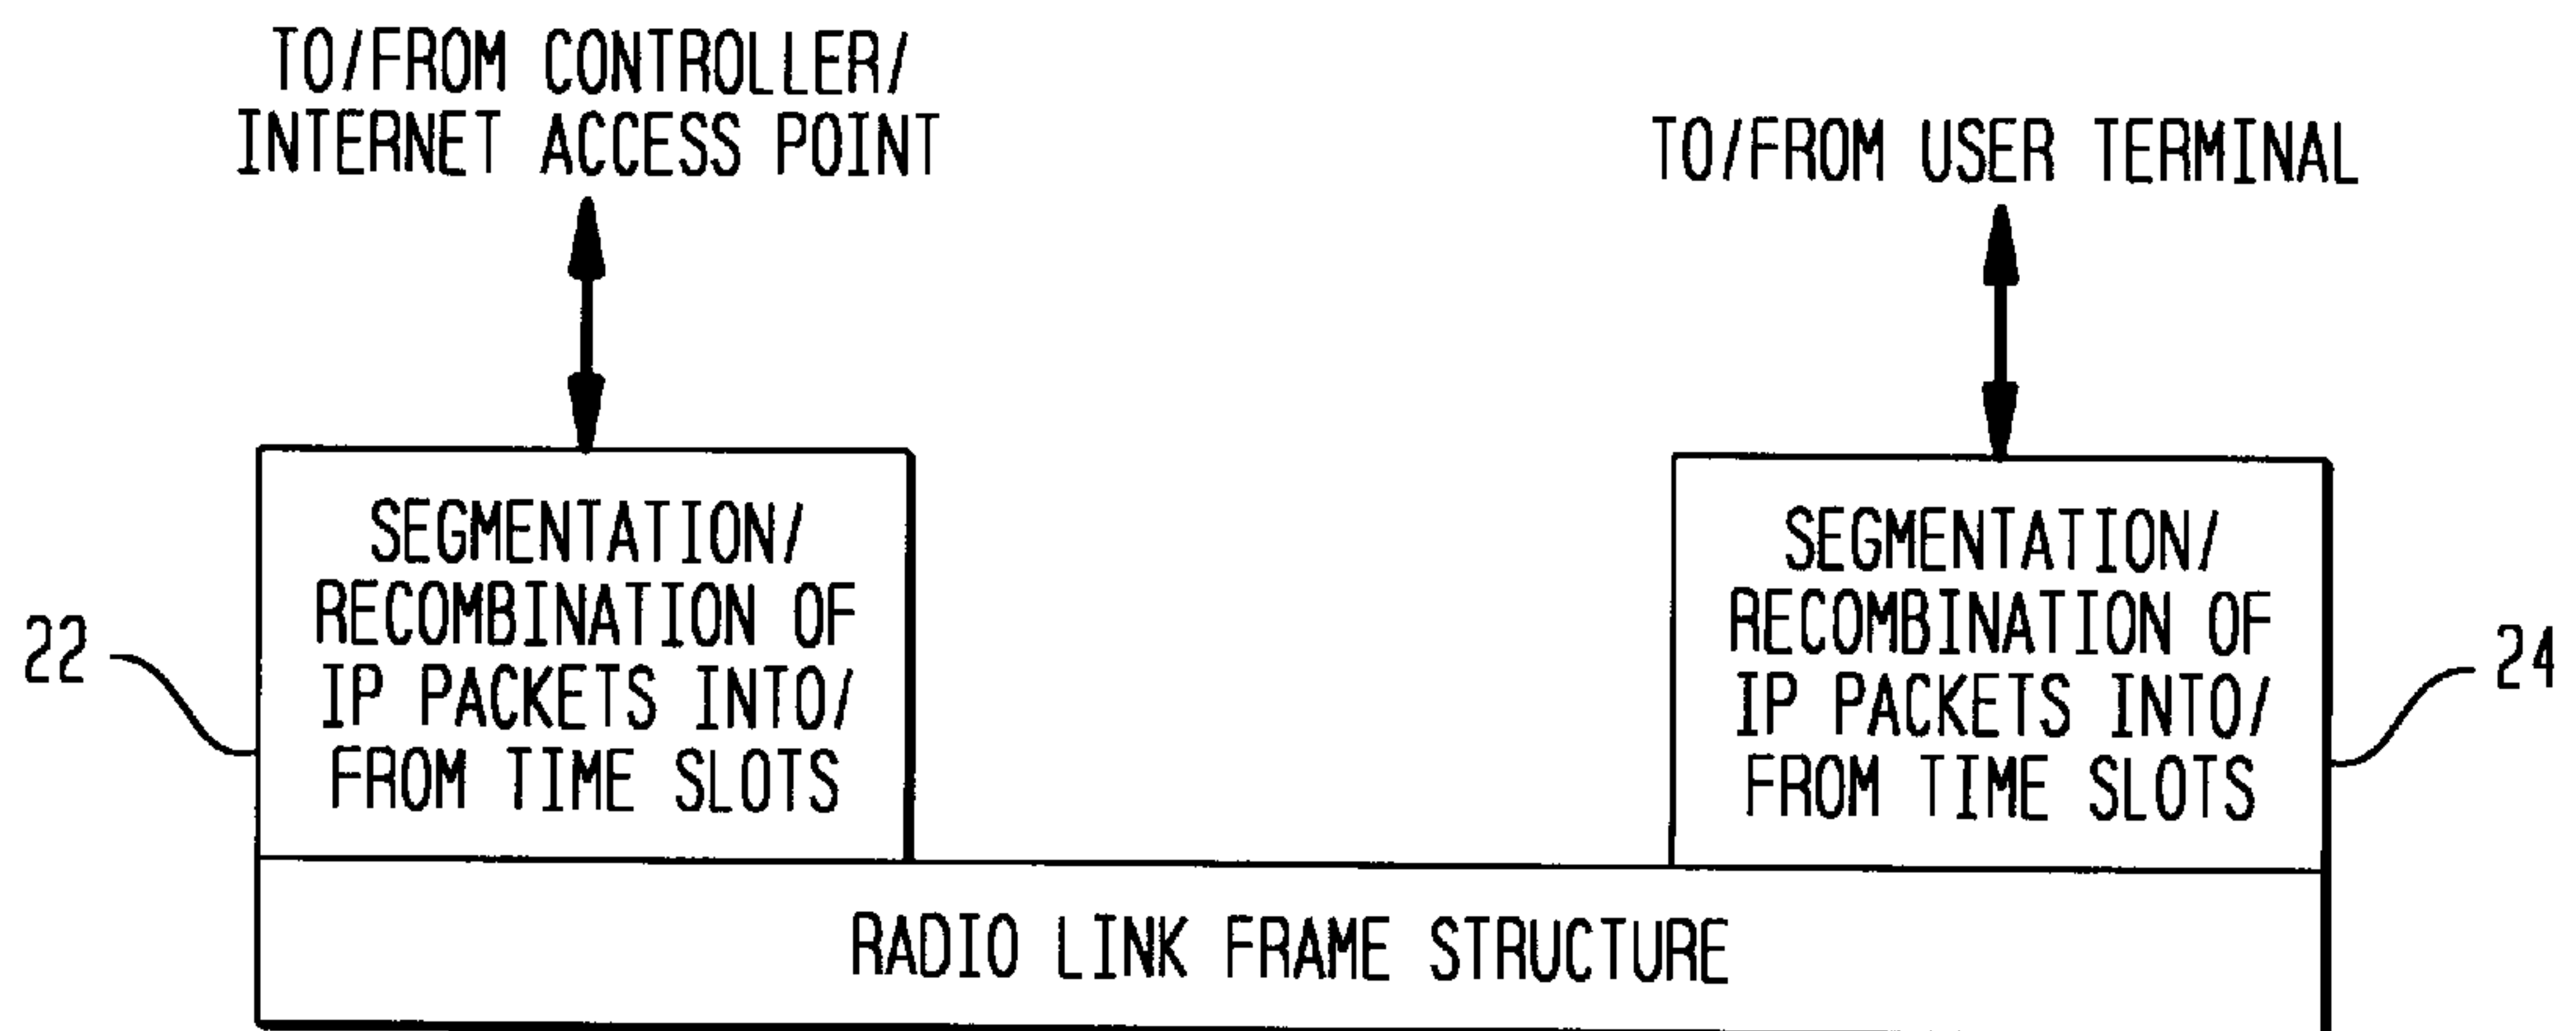 TO/FROM CONTROLLER/
INTERNET ACCESS POINT
TO/FROM USER TERMINAL
SEGMENTATION/
RECOMBINATION OF
IP PACKETS INTO/
FROM TIME SLOTS
22
SEGMENTATION/
RECOMBINATION OF
IP PACKETS INTO/
FROM TIME SLOTS
24
RADIO LINK FRAME STRUCTURE